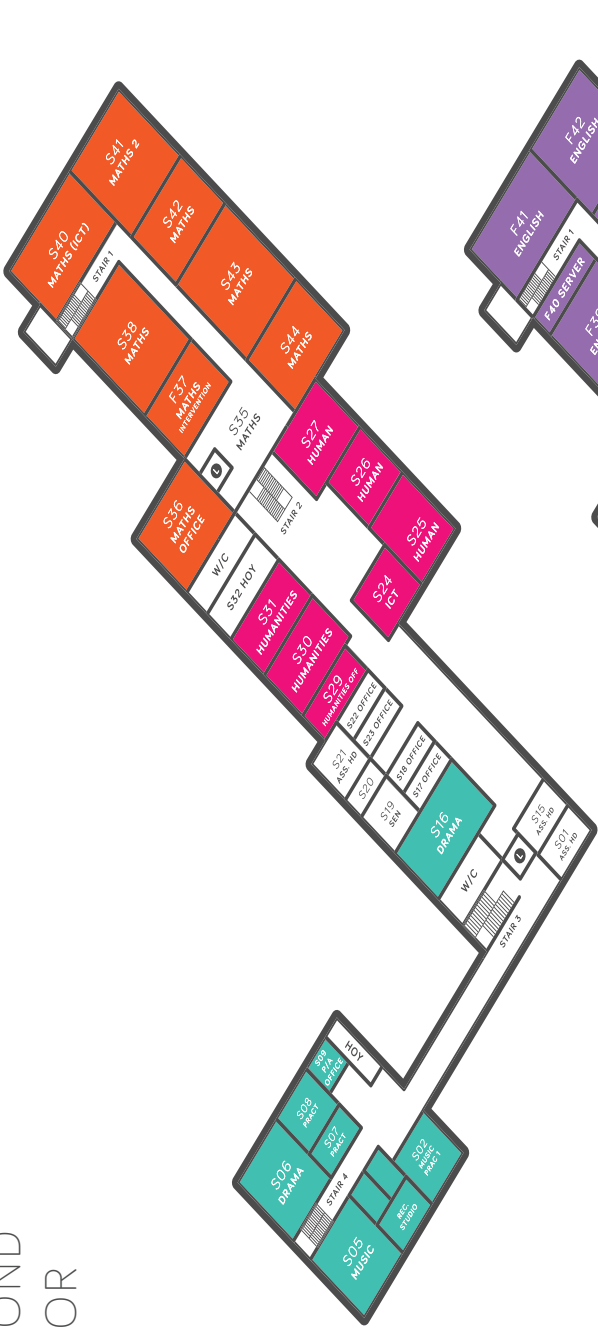 S41
MATHS 2
S42
MATHS
S40
MATHS (ICT)
STAIR 1
S43
MATHS
S44
MATHS
S38
MATHS
F37
MATHS
INTERVENTION
S35
MATHS
L
S36
MATHS
OFFICE
STAIR 2
S27
HUMAN
S26
HUMAN
S25
HUMAN
S24
ICT
W/C
S32 HOY
S31
HUMANITIES
S30
HUMANITIES
S29
HUMANITIES OFF
S22 OFFICE
S23 OFFICE
S21
ASS. HD
S20
S19
SEN
S18 OFFICE
S17 OFFICE
S16
DRAMA
W/C
L
S15
ASS. HD
S01
ASS. HD
STAIR 3
HOY
S09
P/A
OFFICE
S08
PRACT
S07
PRACT
S06
DRAMA
STAIR 4
S02
MUSIC
PRAC 1
REC.
STUDIO
S05
MUSIC
F42
ENGLISH
F41
ENGLISH
STAIR 1
F40 SERVER
OND
OR